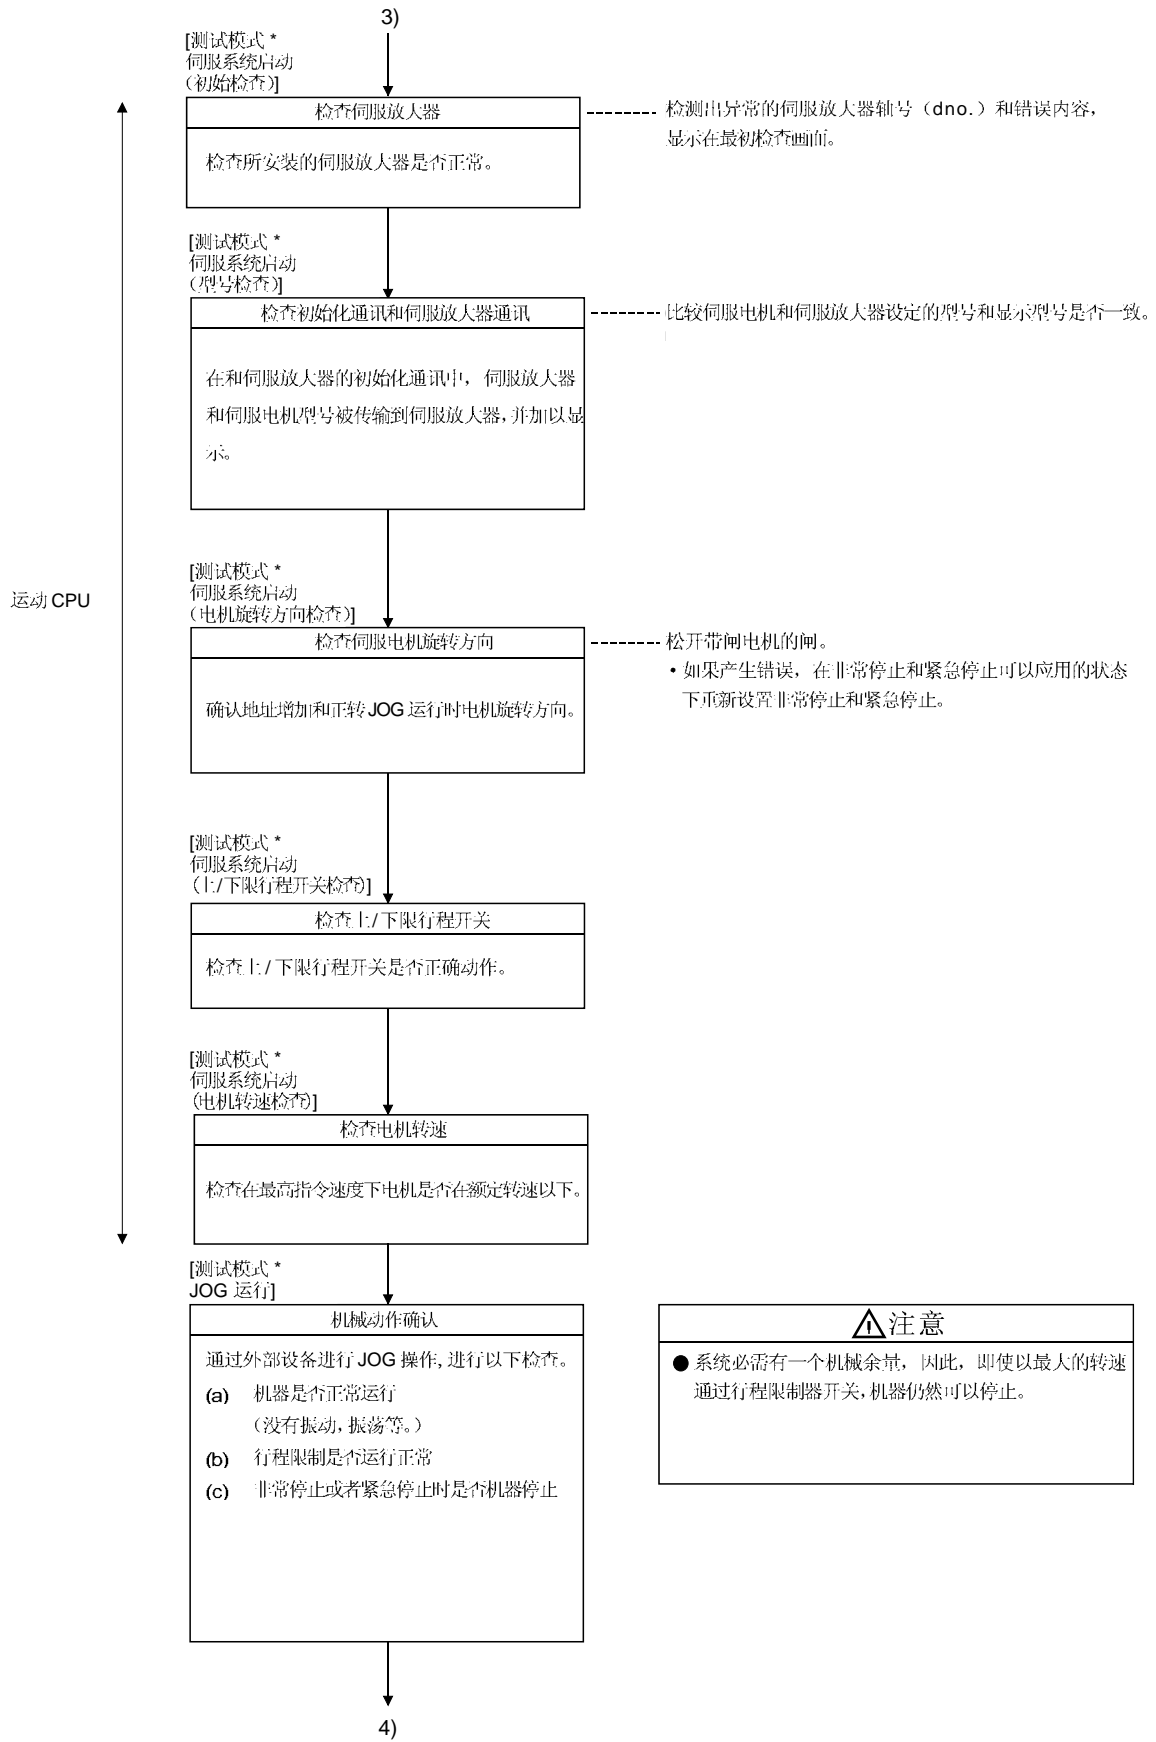 3)
[测试模式 *
伺服系统启动
（初始检查）]
检查伺服放大器
检查所安装的伺服放大器是否正常。
检测出异常的伺服放大器轴号（dno.）和错误内容，
显示在最初检查画面。
[测试模式 *
伺服系统启动
（型号检查）]
检查初始化通讯和伺服放大器通讯
在和伺服放大器的初始化通讯中，伺服放大器
和伺服电机型号被传输到伺服放大器，并加以显
示。
比较伺服电机和伺服放大器设定的型号和显示型号是否一致。
运动 CPU
[测试模式 *
伺服系统启动
（电机旋转方向检查）]
检查伺服电机旋转方向
确认地址增加和正转 JOG 运行时电机旋转方向。
松开带闸电机的闸。
• 如果产生错误，在非常停止和紧急停止可以应用的状态
下重新设置非常停止和紧急停止。
[测试模式 *
伺服系统启动
（上/下限行程开关检查）]
检查上/下限行程开关
检查上/下限行程开关是否正确动作。
[测试模式 *
伺服系统启动
（电机转速检查）]
检查电机转速
检查在最高指令速度下电机是否在额定转速以下。
[测试模式 *
JOG 运行]
机械动作确认
通过外部设备进行 JOG 操作，进行以下检查。
(a) 机器是否正常运行
（没有振动，振荡等。）
(b) 行程限制是否运行正常
(c) 非常停止或者紧急停止时是否机器停止
注意
● 系统必需有一个机械余量，因此，即使以最大的转速
通过行程限制器开关，机器仍然可以停止。
4)